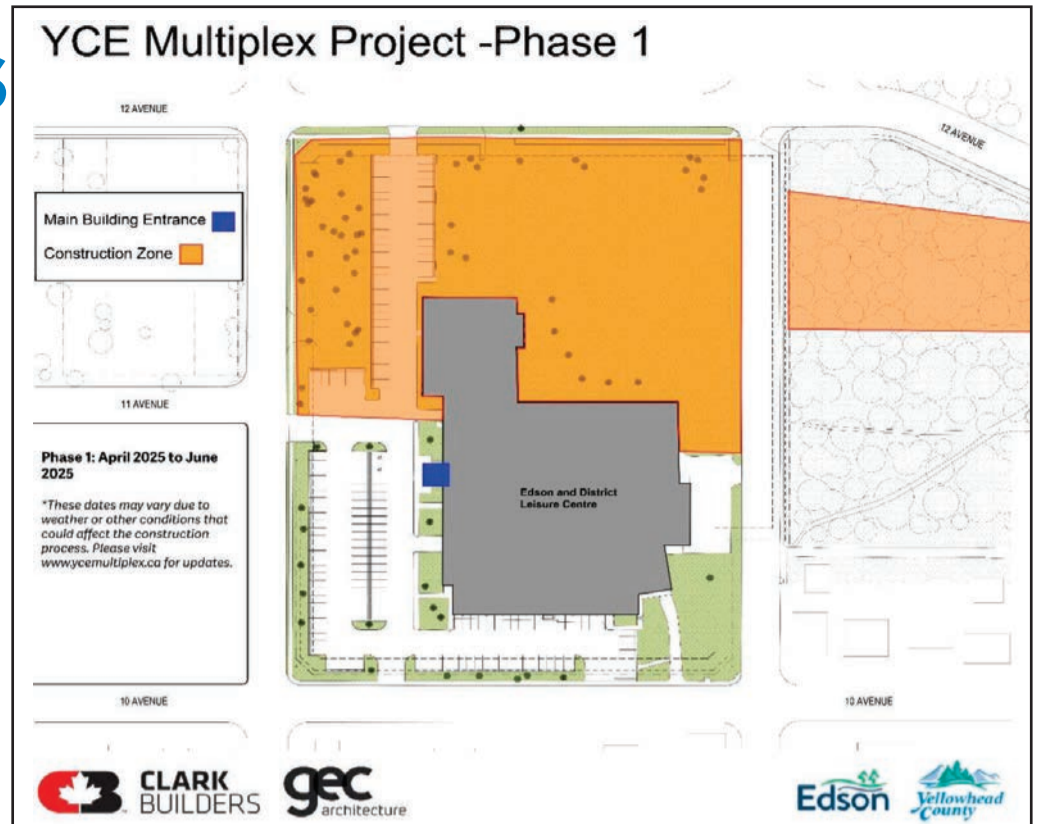 YCE Multiplex Project -Phase 1
S
12 AVENUE
12 AVENUE
Main Building Entrance
Construction Zone
11 AVENUE
Phase 1: April 2025 to June
2025
*These dates may vary due to
weather or other conditions that
could affect the construction
process. Please visit
www.ycemultiplex.ca for updates.
Edson and District
Leisure Centre
10 AVENUE
10 AVENUE
CLARK
BUILDERS
gec
architecture
Edson
Yellowhead
County